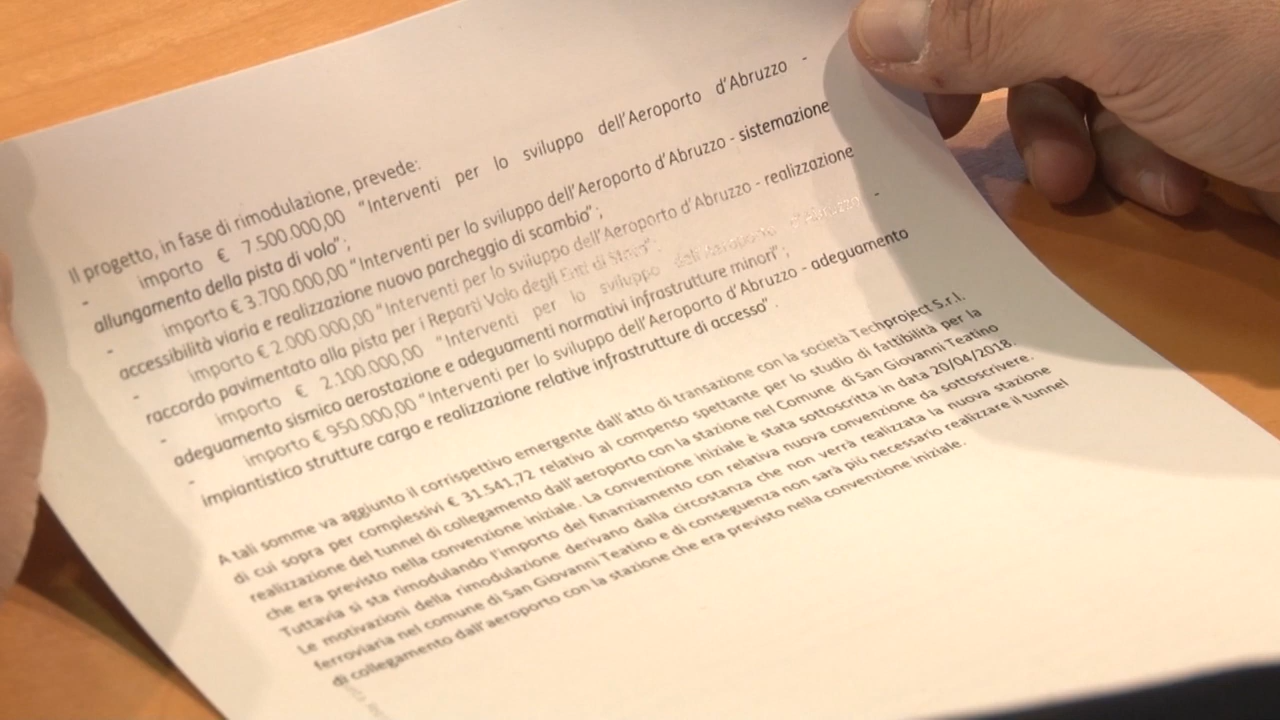 Il progetto, in fase di rimodulazione, prevede:
- importo € 7.500.000,00 "Interventi per lo sviluppo dell'Aeroporto d'Abruzzo -
allungamento della pista di volo";
- importo € 3.700.000,00 "Interventi per lo sviluppo dell'Aeroporto d'Abruzzo - sistemazione
accessibilità viaria e realizzazione nuovo parcheggio di scambio";
- importo € 2.000.000,00 "Interventi per lo sviluppo dell'Aeroporto d'Abruzzo - realizzazione
raccordo pavimentato alla pista per i Reparti Volo degli Enti di Stato";
- importo € 2.100.000,00 "Interventi per lo sviluppo dell'Aeroporto d'Abruzzo -
adeguamento sismico aerostazione e adeguamenti normativi infrastrutture minori";
- importo € 950.000,00 "Interventi per lo sviluppo dell'Aeroporto d'Abruzzo - adeguamento
impiantistico strutture cargo e realizzazione relative infrastrutture di accesso".
A tali somme va aggiunto il corrispettivo emergente dall'atto di transazione con la società Techproject S.r.l.
di cui sopra per complessivi € 31.541,72 relativo al compenso spettante per lo studio di fattibilità per la
realizzazione del tunnel di collegamento dall'aeroporto con la stazione nel Comune di San Giovanni Teatino
che era previsto nella convenzione iniziale. La convenzione iniziale è stata sottoscritta in data 20/04/2018.
Tuttavia si sta rimodulando l'importo del finanziamento con relativa nuova convenzione da sottoscrivere.
Le motivazioni della rimodulazione derivano dalla circostanza che non verrà realizzata la nuova stazione
ferroviaria nel comune di San Giovanni Teatino e di conseguenza non sarà più necessario realizzare il tunnel
di collegamento dall'aeroporto con la stazione che era previsto nella convenzione iniziale.